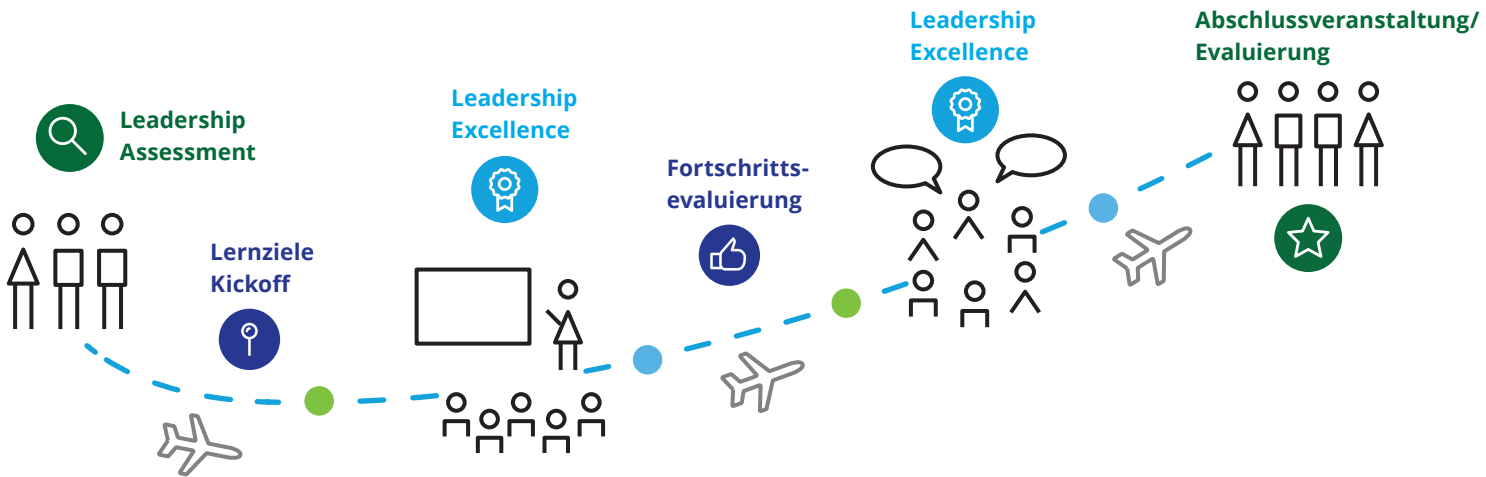 Leadership
Assessment
Lernziele
Kickoff
Leadership
Excellence
Fortschritts-
evaluierung
Leadership
Excellence
Abschlussveranstaltung/
Evaluierung